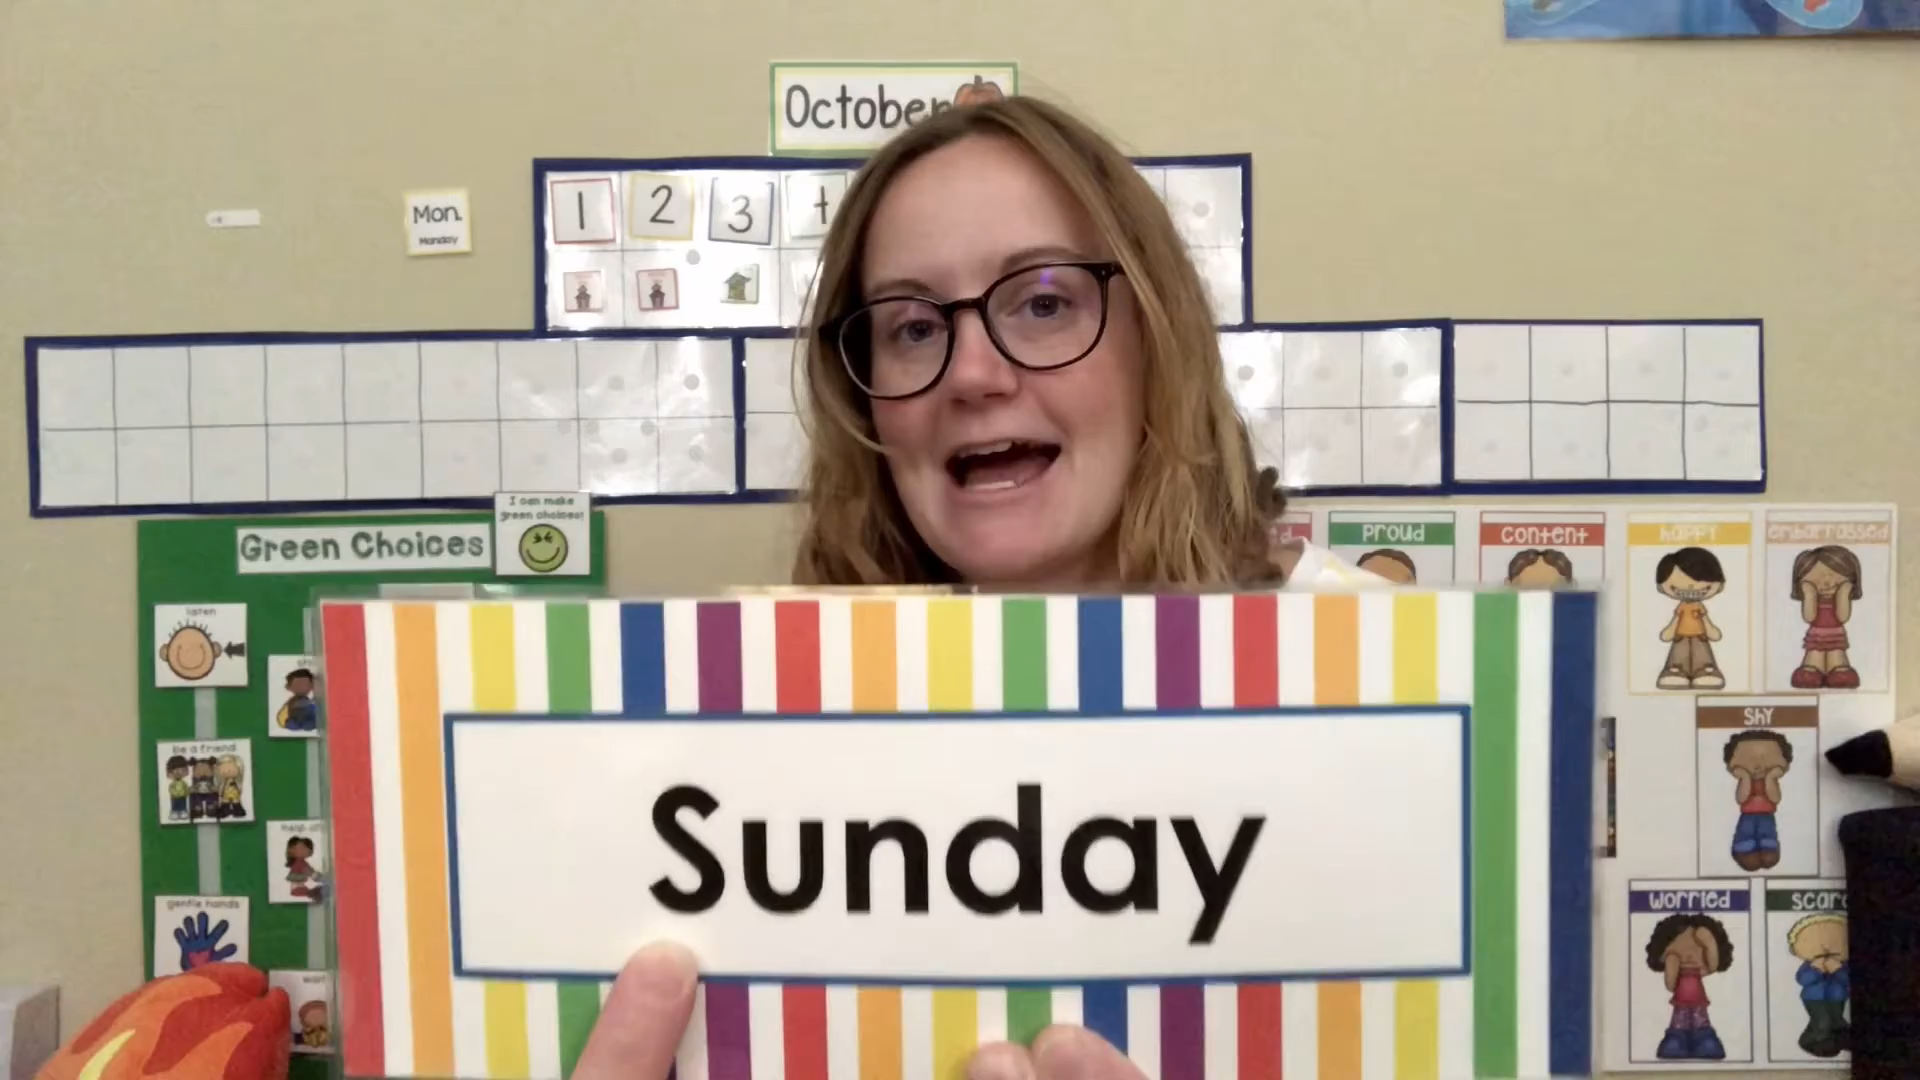 October
1 2 3
Mon.
Monday
I can make
green choices!
Green Choices
proud
content
happy
embarrassed
listen
Sunday
shy
be a friend
worried
gentle hands